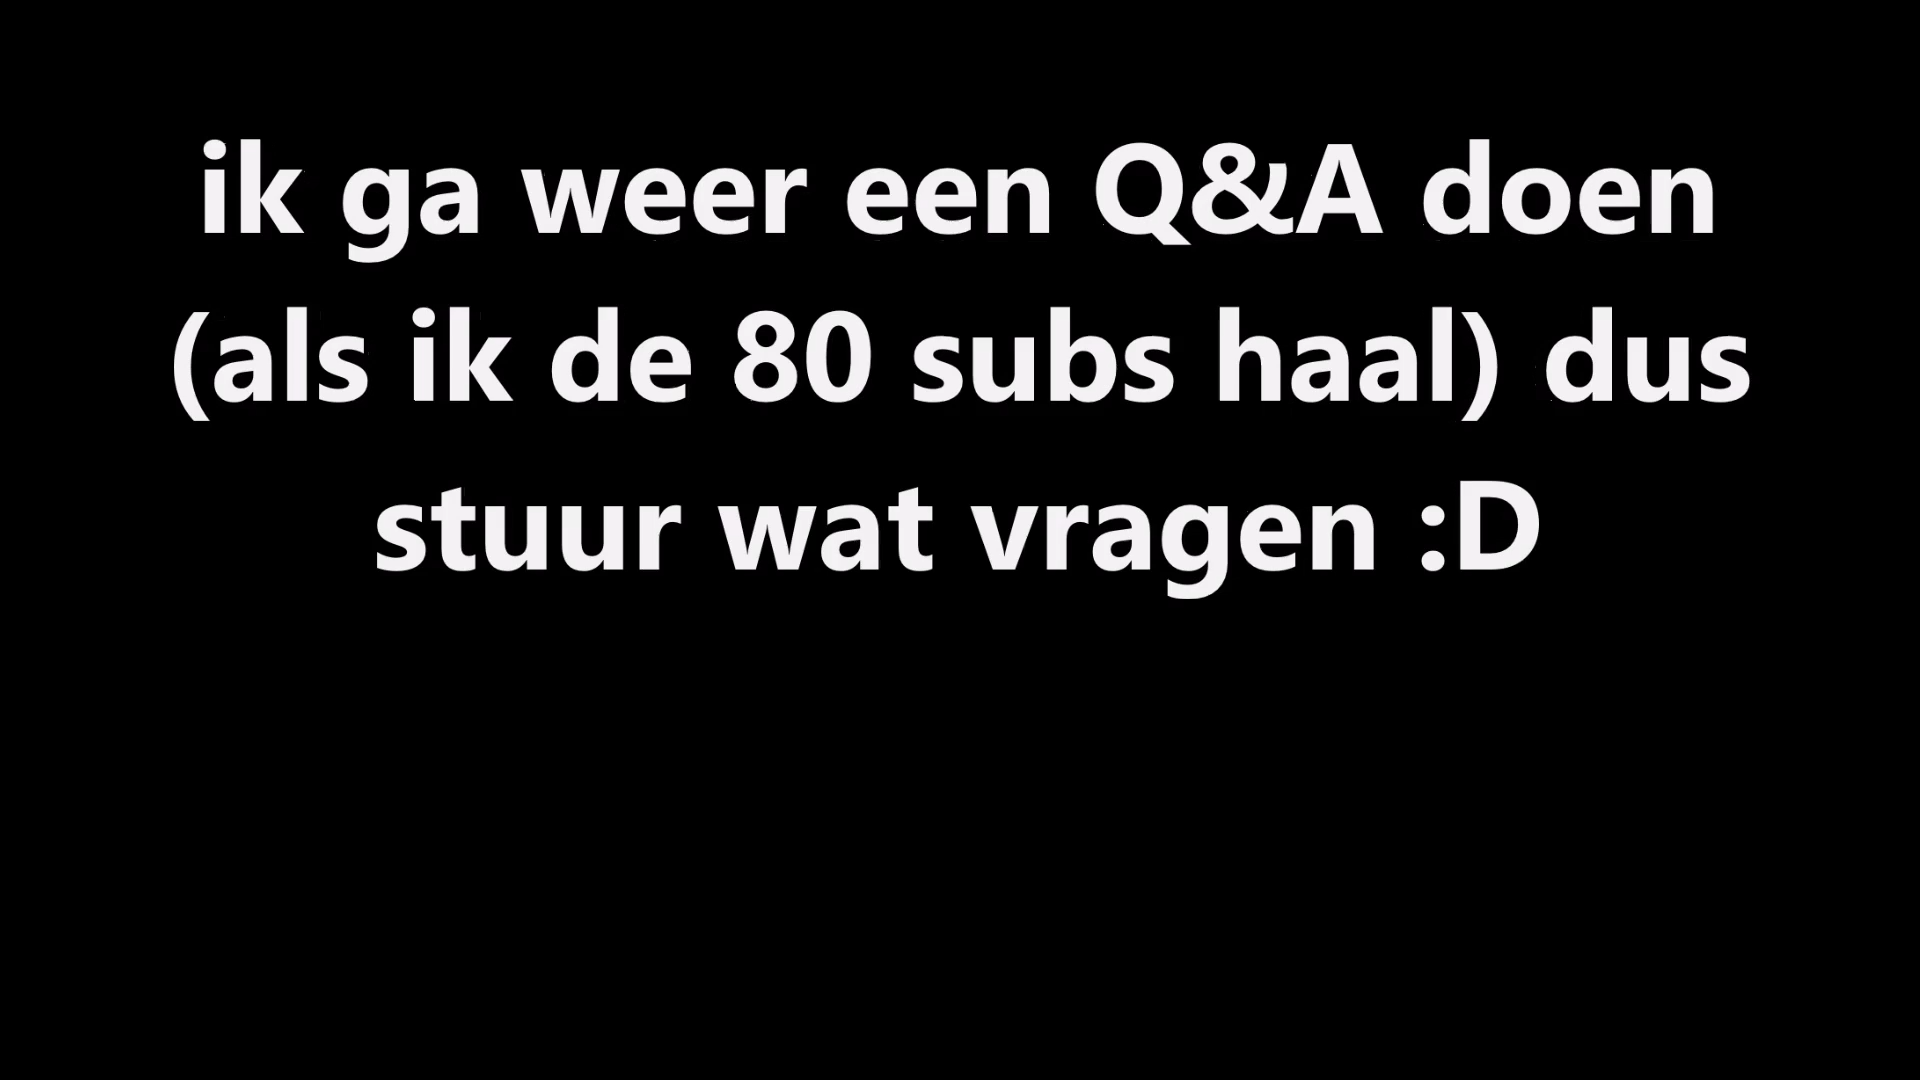 ik ga weer een Q&A doen
(als ik de 80 subs haal) dus
stuur wat vragen :D